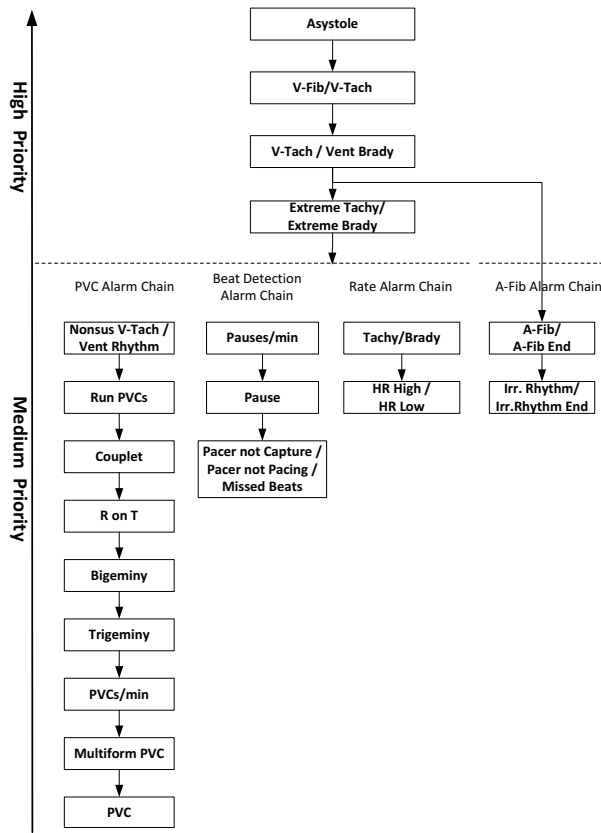 High Priority
Asystole
V-Fib/V-Tach
V-Tach / Vent Brady
Extreme Tachy/
Extreme Brady
Medium Priority
PVC Alarm Chain
Nonsus V-Tach /
Vent Rhythm
Run PVCs
Couplet
R on T
Bigeminy
Trigeminy
PVCs/min
Multiform PVC
PVC
Beat Detection
Alarm Chain
Pauses/min
Pause
Pacer not Capture /
Pacer not Pacing /
Missed Beats
Rate Alarm Chain
Tachy/Brady
HR High /
HR Low
A-Fib Alarm Chain
A-Fib/
A-Fib End
Irr. Rhythm/
Irr.Rhythm End